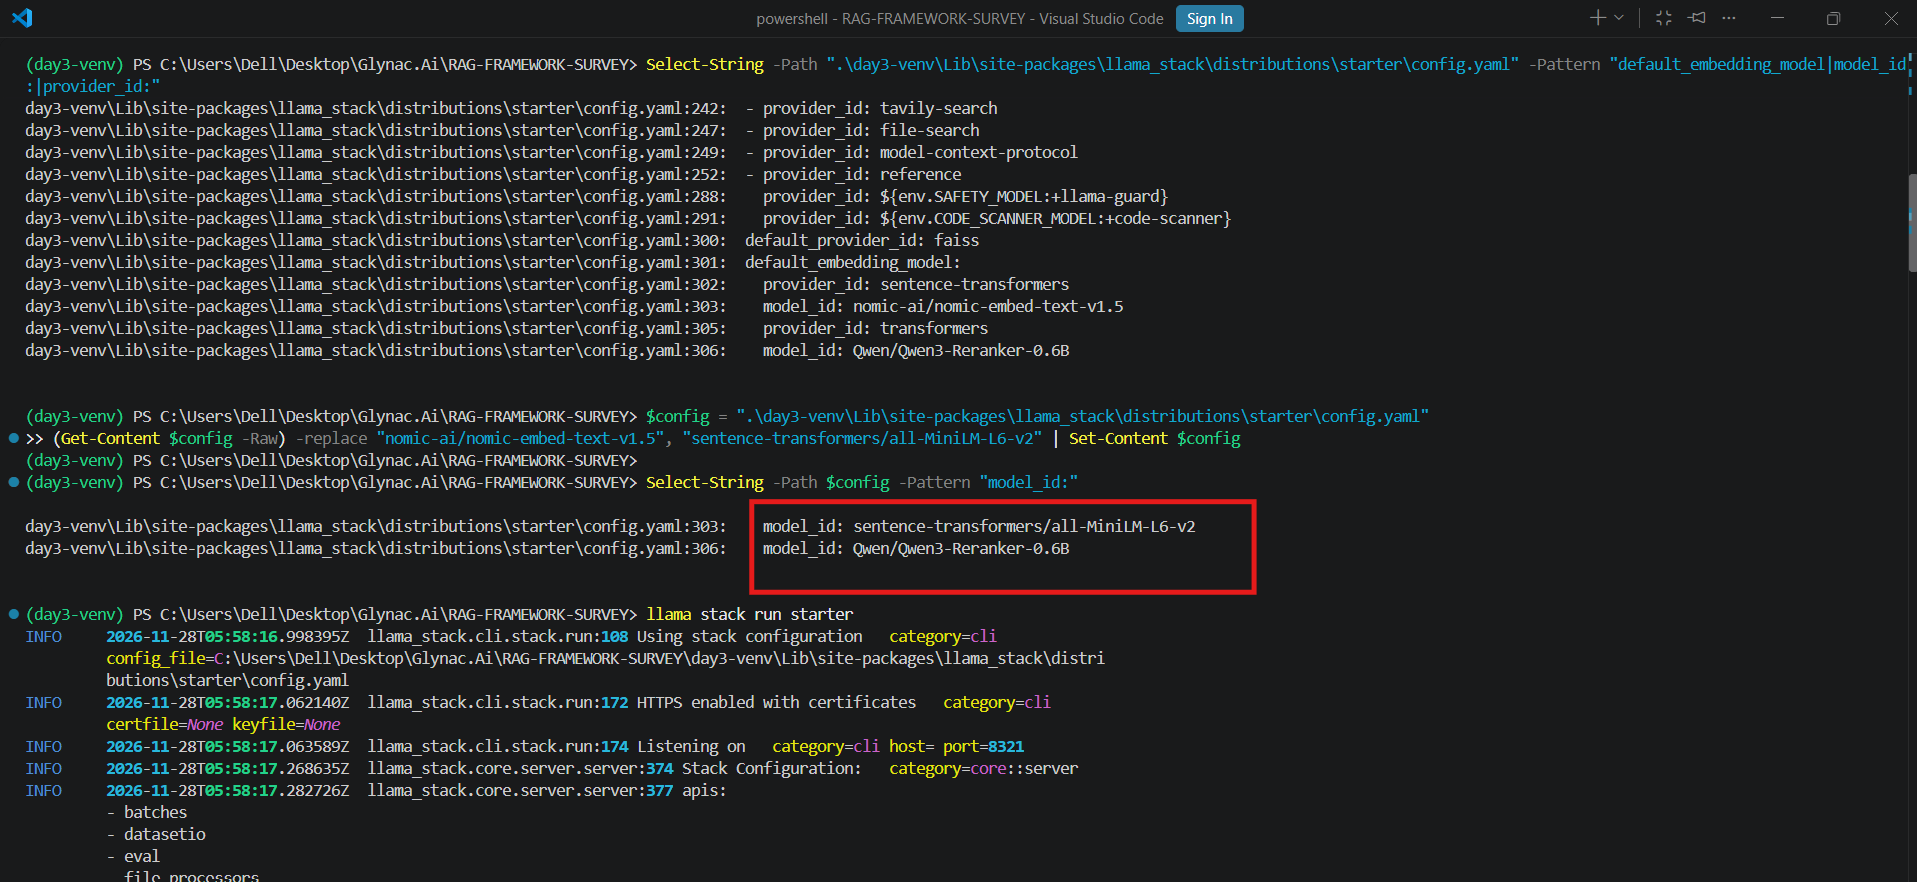 powershell - RAG-FRAMEWORK-SURVEY - Visual Studio Code
Sign In
(day3-venv) PS C:\Users\Dell\Desktop\Glynac.Ai\RAG-FRAMEWORK-SURVEY> Select-String -Path ".\day3-venv\Lib\site-packages\llama_stack\distributions\starter\config.yaml" -Pattern "default_embedding_model|model_id
:|provider_id:"
day3-venv\Lib\site-packages\llama_stack\distributions\starter\config.yaml:242:  - provider_id: tavily-search
day3-venv\Lib\site-packages\llama_stack\distributions\starter\config.yaml:247:  - provider_id: file-search
day3-venv\Lib\site-packages\llama_stack\distributions\starter\config.yaml:249:  - provider_id: model-context-protocol
day3-venv\Lib\site-packages\llama_stack\distributions\starter\config.yaml:252:  - provider_id: reference
day3-venv\Lib\site-packages\llama_stack\distributions\starter\config.yaml:288:    provider_id: ${env.SAFETY_MODEL:+llama-guard}
day3-venv\Lib\site-packages\llama_stack\distributions\starter\config.yaml:291:    provider_id: ${env.CODE_SCANNER_MODEL:+code-scanner}
day3-venv\Lib\site-packages\llama_stack\distributions\starter\config.yaml:300:  default_provider_id: faiss
day3-venv\Lib\site-packages\llama_stack\distributions\starter\config.yaml:301:  default_embedding_model:
day3-venv\Lib\site-packages\llama_stack\distributions\starter\config.yaml:302:    provider_id: sentence-transformers
day3-venv\Lib\site-packages\llama_stack\distributions\starter\config.yaml:303:    model_id: nomic-ai/nomic-embed-text-v1.5
day3-venv\Lib\site-packages\llama_stack\distributions\starter\config.yaml:305:    provider_id: transformers
day3-venv\Lib\site-packages\llama_stack\distributions\starter\config.yaml:306:    model_id: Qwen/Qwen3-Reranker-0.6B
(day3-venv) PS C:\Users\Dell\Desktop\Glynac.Ai\RAG-FRAMEWORK-SURVEY> $config = ".\day3-venv\Lib\site-packages\llama_stack\distributions\starter\config.yaml"
>> (Get-Content $config -Raw) -replace "nomic-ai/nomic-embed-text-v1.5", "sentence-transformers/all-MiniLM-L6-v2" | Set-Content $config
(day3-venv) PS C:\Users\Dell\Desktop\Glynac.Ai\RAG-FRAMEWORK-SURVEY>
(day3-venv) PS C:\Users\Dell\Desktop\Glynac.Ai\RAG-FRAMEWORK-SURVEY> Select-String -Path $config -Pattern "model_id:"
day3-venv\Lib\site-packages\llama_stack\distributions\starter\config.yaml:303:    model_id: sentence-transformers/all-MiniLM-L6-v2
day3-venv\Lib\site-packages\llama_stack\distributions\starter\config.yaml:306:    model_id: Qwen/Qwen3-Reranker-0.6B
(day3-venv) PS C:\Users\Dell\Desktop\Glynac.Ai\RAG-FRAMEWORK-SURVEY> llama stack run starter
INFO     2026-11-28T05:58:16.998395Z  llama_stack.cli.stack.run:108 Using stack configuration   category=cli
config_file=C:\Users\Dell\Desktop\Glynac.Ai\RAG-FRAMEWORK-SURVEY\day3-venv\Lib\site-packages\llama_stack\distri
butions\starter\config.yaml
INFO     2026-11-28T05:58:17.062140Z  llama_stack.cli.stack.run:172 HTTPS enabled with certificates   category=cli
certfile=None keyfile=None
INFO     2026-11-28T05:58:17.063589Z  llama_stack.cli.stack.run:174 Listening on   category=cli host= port=8321
INFO     2026-11-28T05:58:17.268635Z  llama_stack.core.server.server:374 Stack Configuration:   category=core::server
INFO     2026-11-28T05:58:17.282726Z  llama_stack.core.server.server:377 apis:
- batches
- datasetio
- eval
file_processors